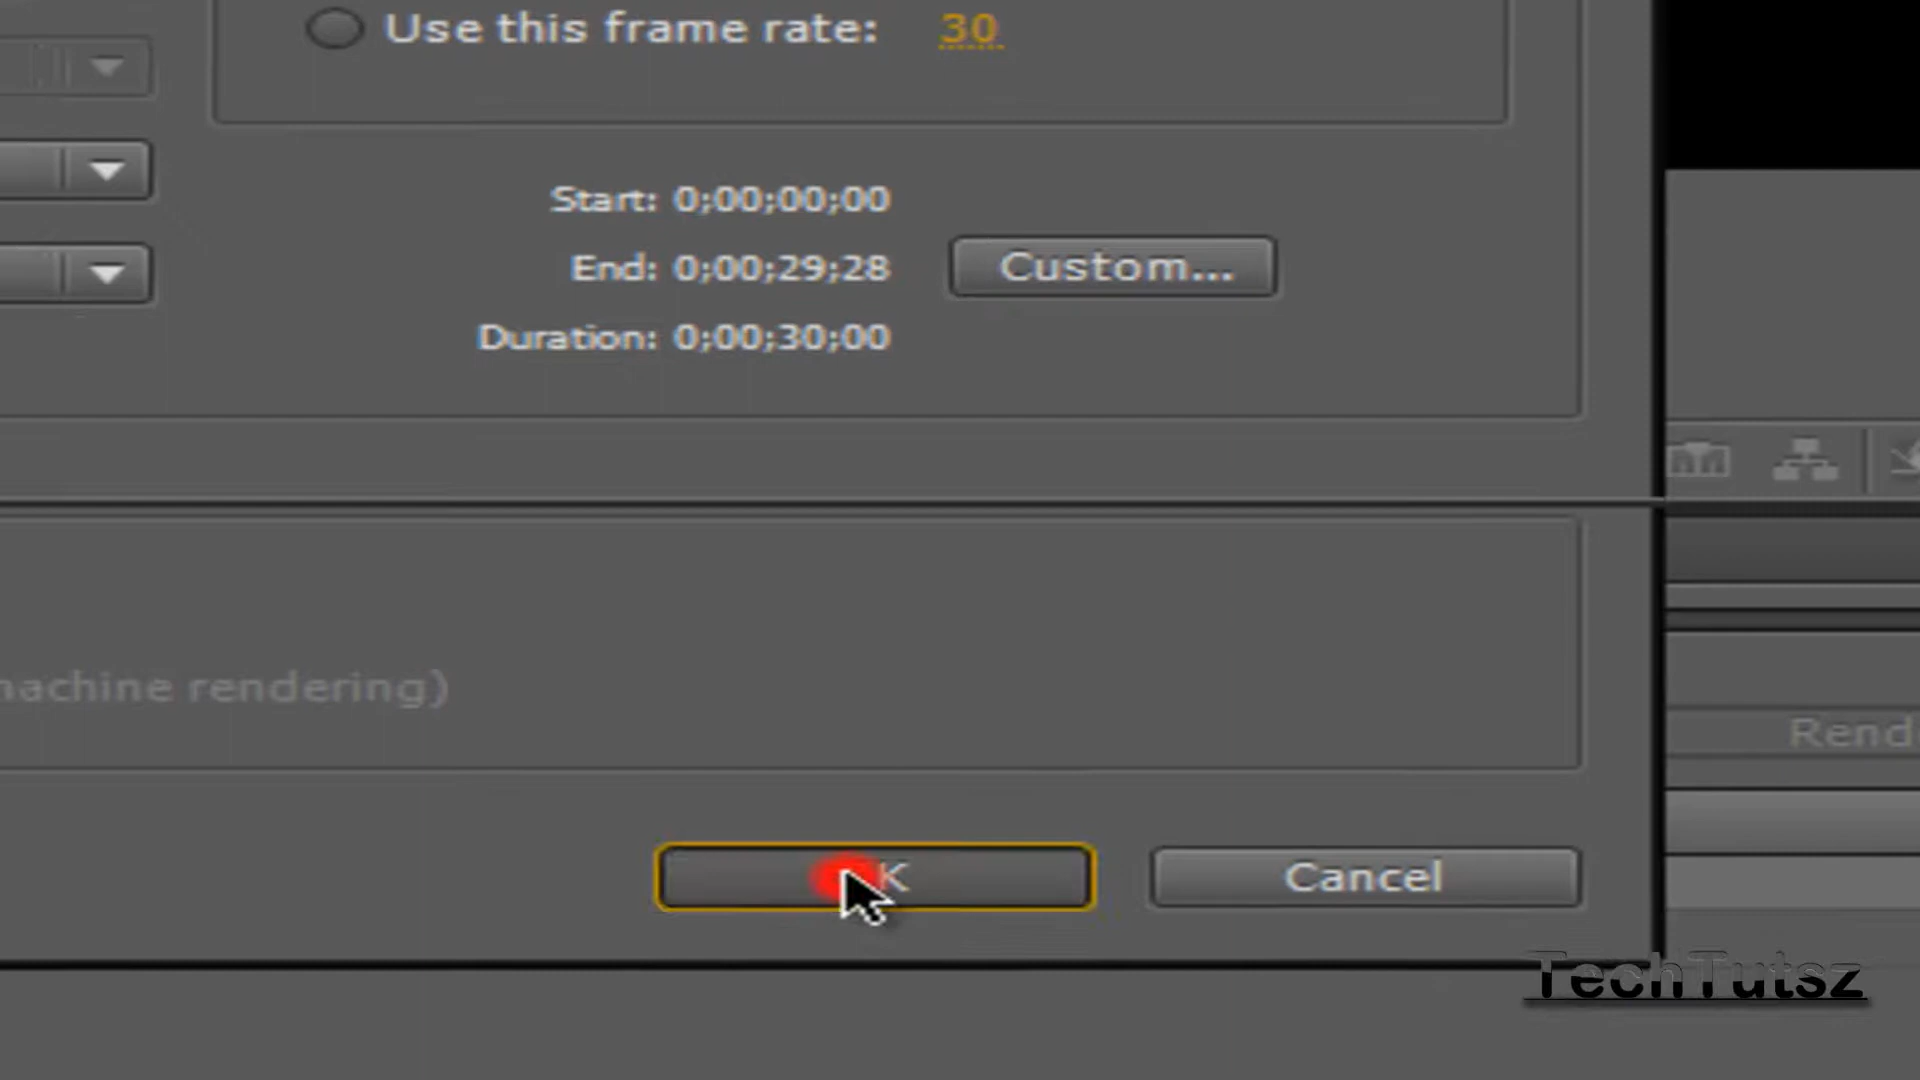 Use this frame rate: 30
Start: 0;00;00;00
End: 0;00;29;28
Custom...
Duration: 0;00;30;00
machine rendering)
Rend
K
Cancel
TechTutsz